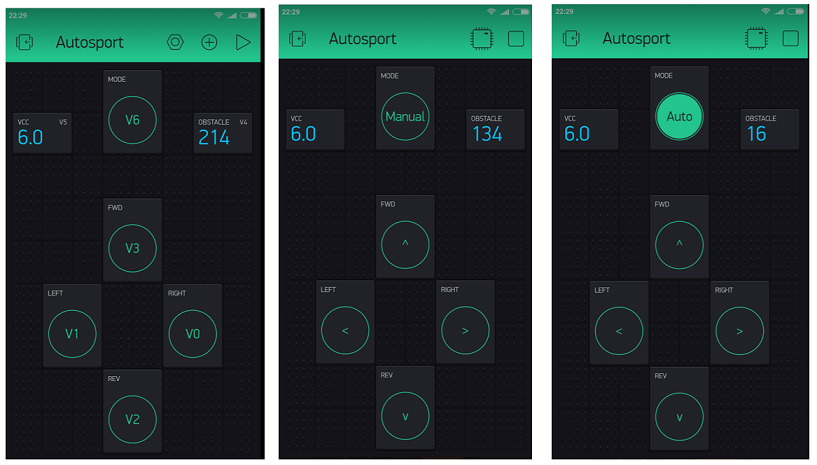 22:29
Autosport
MODE
V6
VCC V5
6.0
OBSTACLE V4
214
FWD
V3
LEFT
V1
RIGHT
V0
REV
V2
22:29
Autosport
MODE
Manual
VCC
6.0
OBSTACLE
134
FWD
^
LEFT
<
RIGHT
>
REV
v
22:29
Autosport
MODE
Auto
VCC
6.0
OBSTACLE
16
FWD
^
LEFT
<
RIGHT
>
REV
v